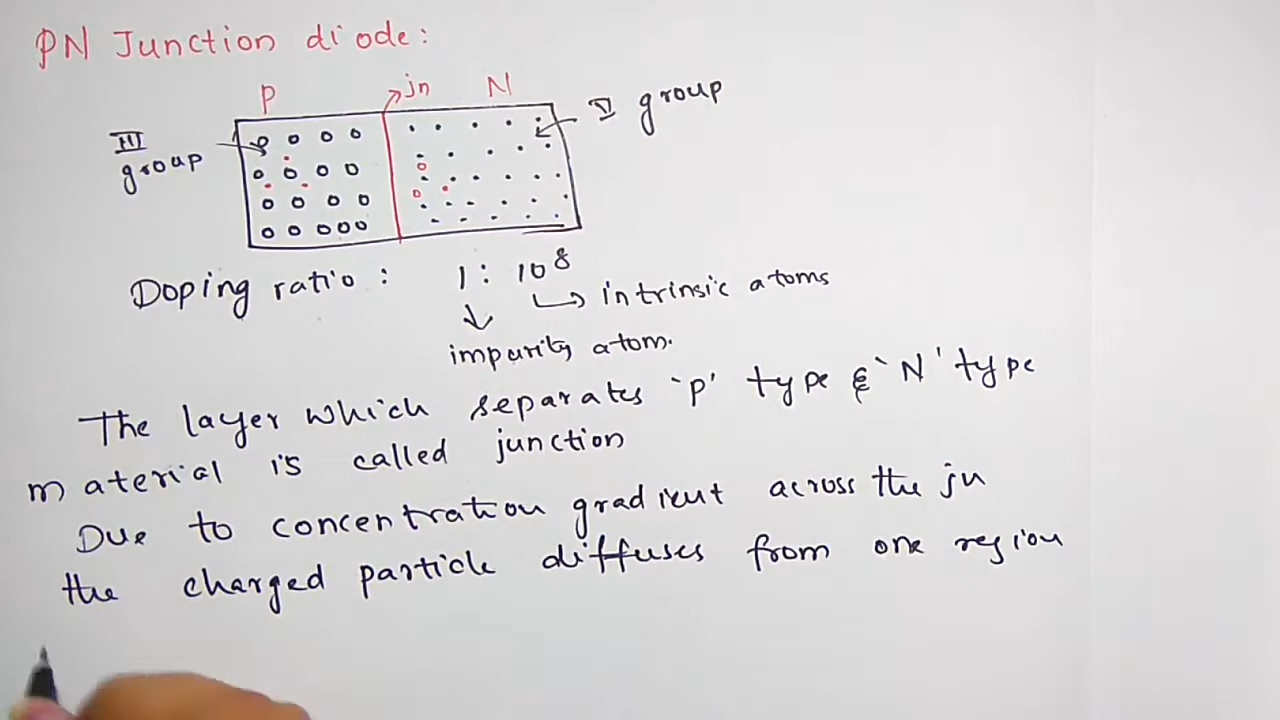 PN Junction diode:
P jn N
III group
V group
Doping ratio : 1 : 10⁸
intrinsic atoms
impurity atom.
The layer which separates 'P' type & 'N' type
material is called junction
Due to concentration gradient across the jn
the charged particle diffuses from one region